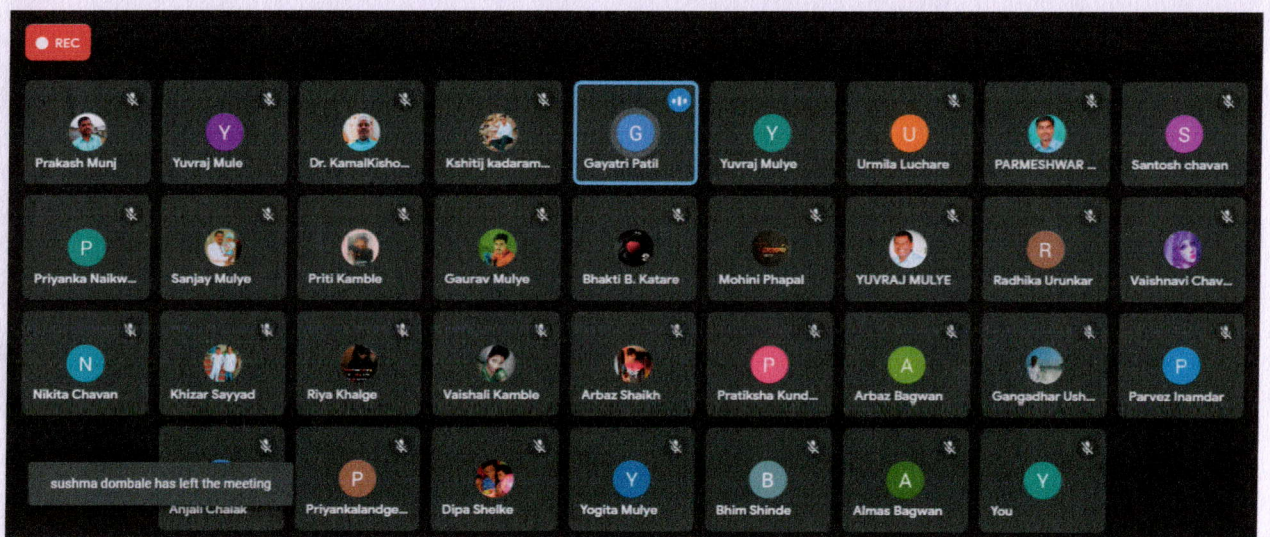 REC
Prakash Munj
Y
Yuvraj Mule
Dr. KamalKisho...
Kshitij kadaram...
G
Gayatri Patil
Y
Yuvraj Mulye
U
Urmila Luchare
PARMESHWAR ...
S
Santosh chavan
P
Priyanka Naikw...
Sanjay Mulye
Priti Kamble
Gaurav Mulye
Bhakti B. Katare
Mohini Phapal
YUVRAJ MULYE
R
Radhika Urunkar
Vaishnavi Chav...
N
Nikita Chavan
Khizar Sayyad
Riya Khalge
Vaishali Kamble
Arbaz Shaikh
P
Pratiksha Kund...
A
Arbaz Bagwan
Gangadhar Ush...
P
Parvez Inamdar
sushma dombale has left the meeting
Anjali Chalak
P
Priyankalandge...
Dipa Shelke
Y
Yogita Mulye
B
Bhim Shinde
A
Almas Bagwan
Y
You